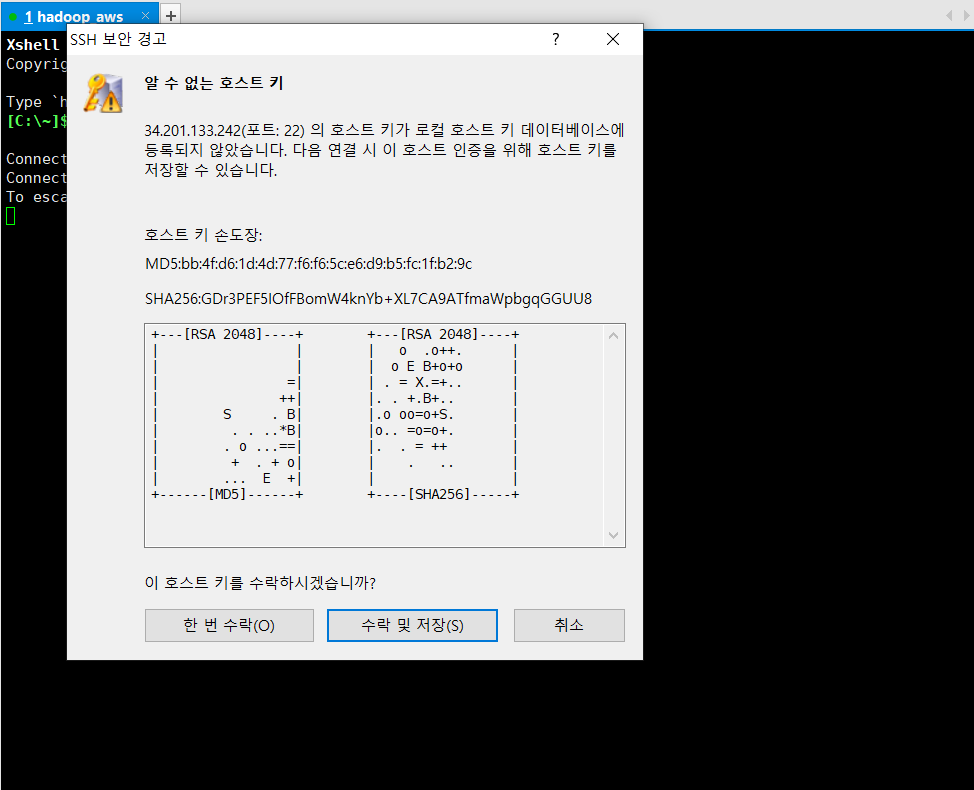 1 hadoop_aws × +
SSH 보안 경고 ? ×
Xshell
Copyrig
Type `h
[C:\~]$
Connect
Connect
To esca
알 수 없는 호스트 키
34.201.133.242(포트: 22) 의 호스트 키가 로컬 호스트 키 데이터베이스에
등록되지 않았습니다. 다음 연결 시 이 호스트 인증을 위해 호스트 키를
저장할 수 있습니다.
호스트 키 손도장:
MD5:bb:4f:d6:1d:4d:77:f6:f6:5c:e6:d9:b5:fc:1f:b2:9c
SHA256:GDr3PEF5IOfFBomW4knYb+XL7CA9ATfmaWpbgqGGUU8
+---[RSA 2048]----+        +---[RSA 2048]----+
|                 |        |   o  .o++.      |
|                 |        |  o E B+o+o      |
|                =|        | . = X.=+..      |
|               ++|        |. . +.B+..       |
|        S     . B|        |.o oo=o+S.       |
|         . . ..*B|        |o.. =o=o+.       |
|        . o ...==|        |.  . = ++        |
|         +  . + o|        |    .   ..       |
|        ...  E  +|        |                 |
+------[MD5]------+        +----[SHA256]-----+
이 호스트 키를 수락하시겠습니까?
한 번 수락(O) 수락 및 저장(S) 취소